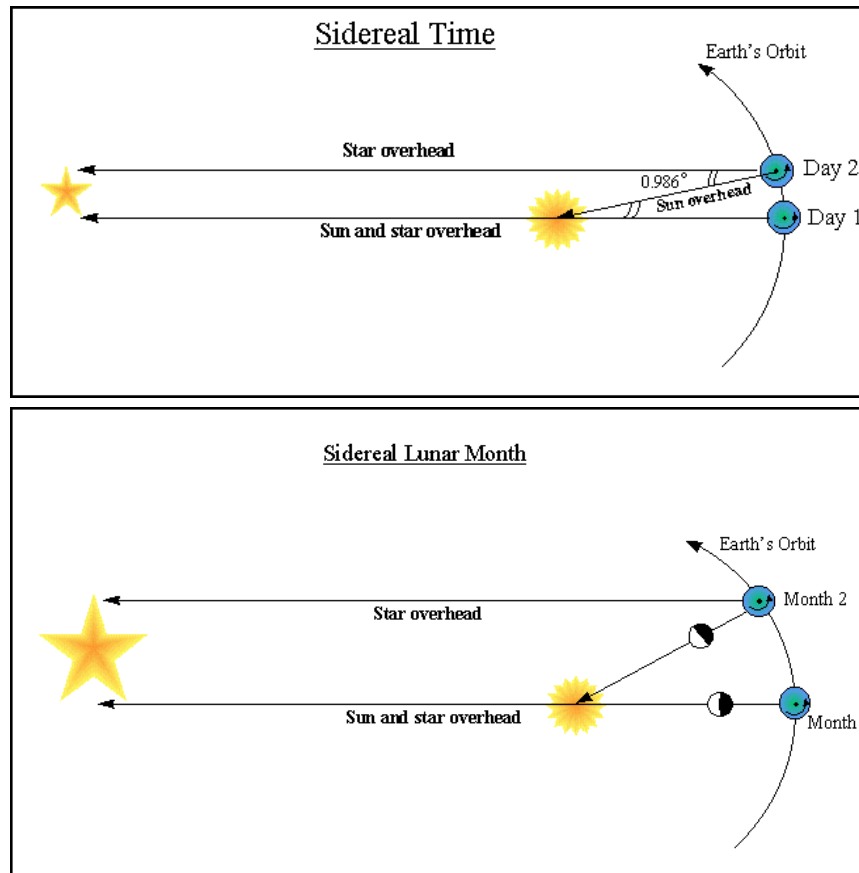 Sidereal Time
Earth's Orbit
Star overhead
Day 2
0.986°
Sun overhead
Day 1
Sun and star overhead
Sidereal Lunar Month
Earth's Orbit
Star overhead
Month 2
Sun and star overhead
Month